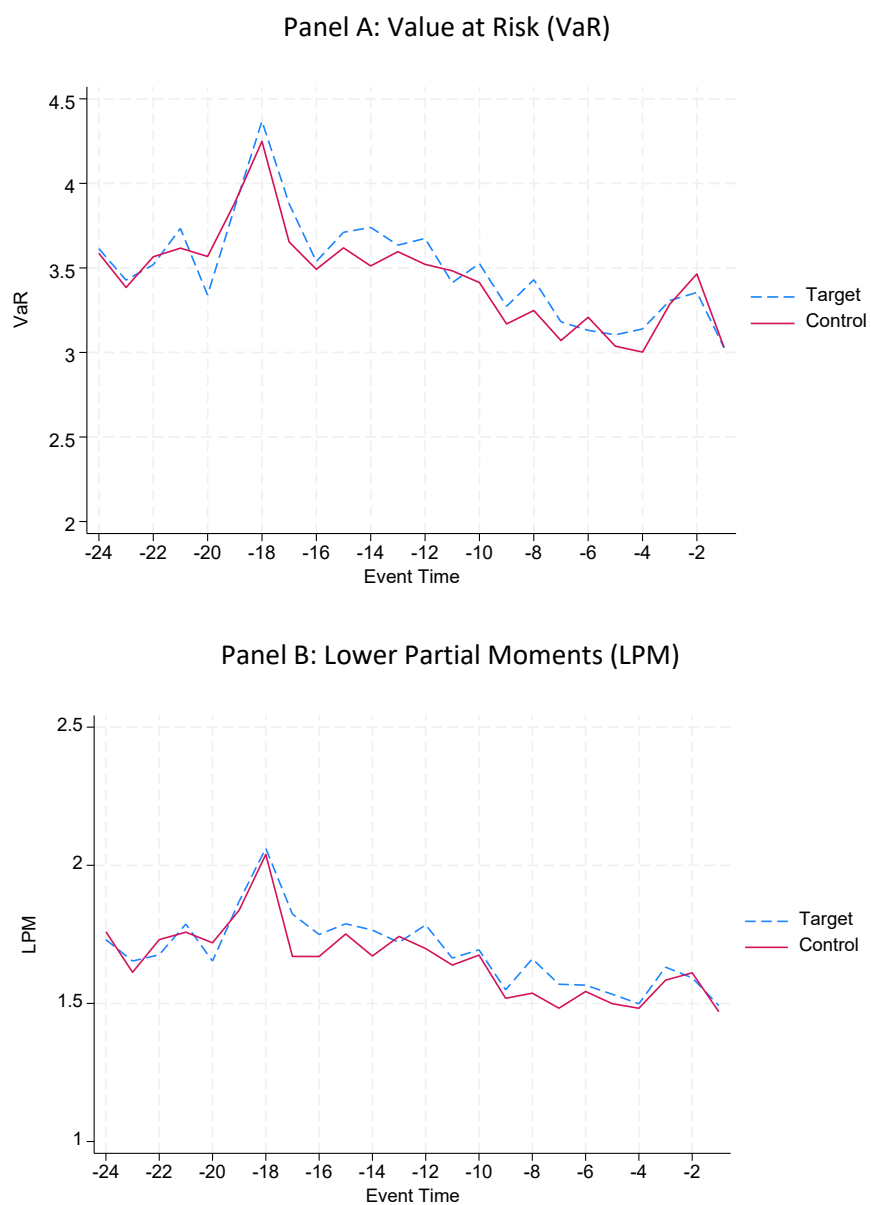 Panel A: Value at Risk (VaR)
4.5
4
3.5
3
2.5
2
VaR
-24 -22 -20 -18 -16 -14 -12 -10 -8 -6 -4 -2
Event Time
Target
Control
Panel B: Lower Partial Moments (LPM)
2.5
2
1.5
1
LPM
-24 -22 -20 -18 -16 -14 -12 -10 -8 -6 -4 -2
Event Time
Target
Control